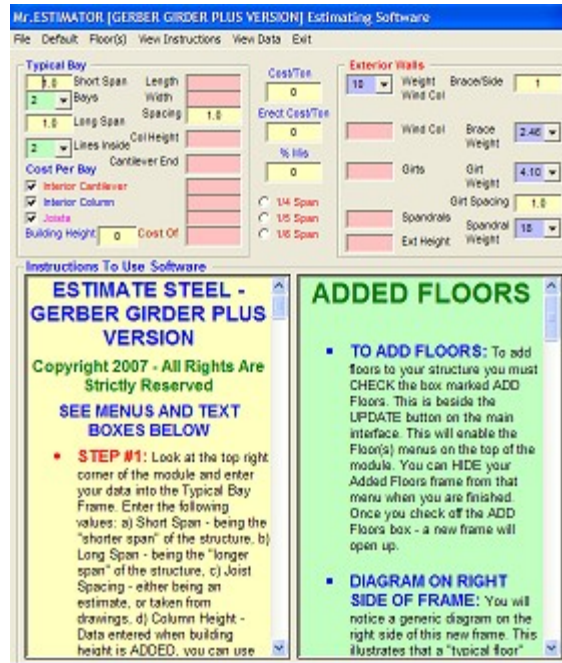 Mr.ESTIMATOR [GERBER GIRDER PLUS VERSION] Estimating Software
File Default Floor(s) View Instructions View Data Exit
Typical Bay
1.0 Short Span Length
2 Bays Width
Spacing 1.0
1.0 Long Span
Col Height
2 Lines Inside
Cantilever End
Cost Per Bay
Interior Cantilever
Interior Column
Joists
Building Height 0 Cost Of
Cost/Ton
0
Erect Cost/Ton
0
% Mis
0
1/4 Span
1/5 Span
1/6 Span
Exterior Walls
10 Weight Wind Col Brace/Side 1
Wind Col Brace Weight 2.46
Girts Girt Weight 4.10
Girt Spacing 1.0
Spandrals Spandral Weight 18
Ext Height
Instructions To Use Software
ESTIMATE STEEL -
GERBER GIRDER PLUS
VERSION
Copyright 2007 - All Rights Are
Strictly Reserved
SEE MENUS AND TEXT
BOXES BELOW
STEP #1: Look at the top right
corner of the module and enter
your data into the Typical Bay
Frame. Enter the following
values: a) Short Span - being the
"shorter span" of the structure, b)
Long Span - being the "longer
span" of the structure, c) Joist
Spacing - either being an
estimate, or taken from
drawings, d) Column Height -
Data entered when building
height is ADDED, you can use
ADDED FLOORS
TO ADD FLOORS: To add
floors to your structure you must
CHECK the box marked ADD
Floors. This is beside the
UPDATE button on the main
interface. This will enable the
Floor(s) menus on the top of the
module. You can HIDE your
Added Floors frame from that
menu when you are finished.
Once you check off the ADD
Floors box - a new frame will
open up.
DIAGRAM ON RIGHT
SIDE OF FRAME: You will
notice a generic diagram on the
right side of this new frame. This
illustrates that a "typical floor"